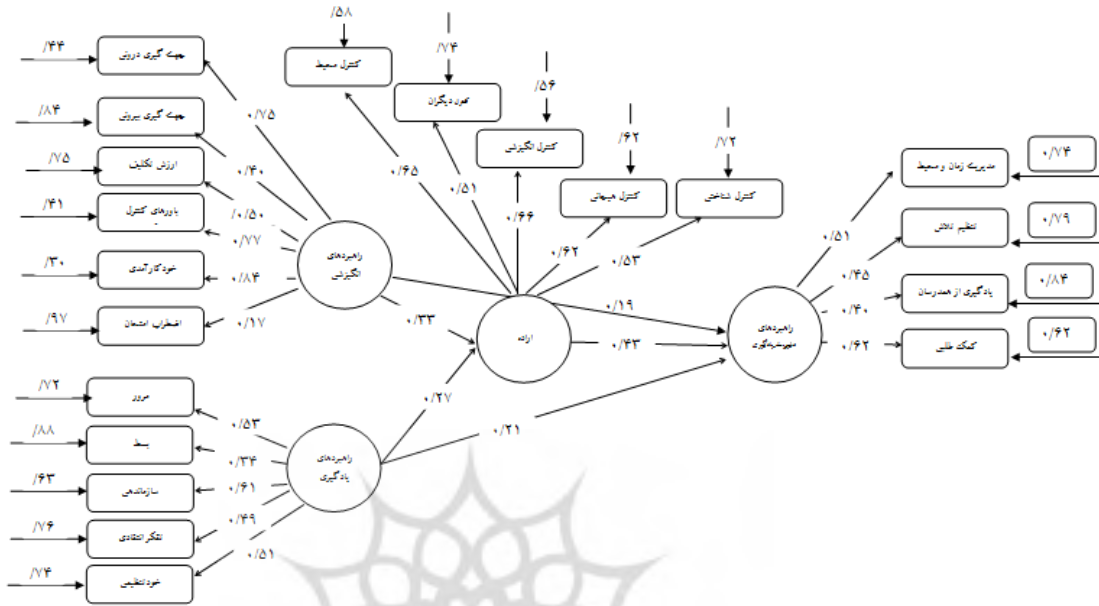 /۵۸
/۷۴
/۵۶
/۶۲
/۷۲
/۴۴
/۸۴
/۷۵
/۴۱
/۳۰
/۹۷
جهت گیری درونی
جهت گیری بیرونی
ارزش تکلیف
باورهای کنترل
خودکارآمدی
اضطراب امتحان
کنترل محیط
دیگران
کنترل انگیزشی
کنترل هیجانی
کنترل شناختی
۰/۷۵
۰/۴۰
/۰/۵۰
۰/۷۷
۰/۸۴
۰/۱۷
۰/۶۵
۰/۵۱
۰/۶۶
۰/۶۲
۰/۵۳
راهبردهای
انگیزشی
اراده
۰/۳۳
۰/۱۹
۰/۴۳
۰/۲۷
۰/۲۱
راهبردهای
۰/۵۱
۰/۴۵
۰/۴۰
۰/۶۲
مدیریت زمان و محیط
تنظیم تلاش
یادگیری از همدرسان
کمک طلبی
۰/۷۴
۰/۷۹
۰/۸۴
۰/۶۲
/۷۲
/۸۸
/۶۳
/۷۶
/۷۴
مرور
بسط
سازماندهی
تفکر انتقادی
خودتنظیمی
۰/۵۳
۰/۳۴
۰/۶۱
۰/۴۹
۰/۵۱
راهبردهای
یادگیری